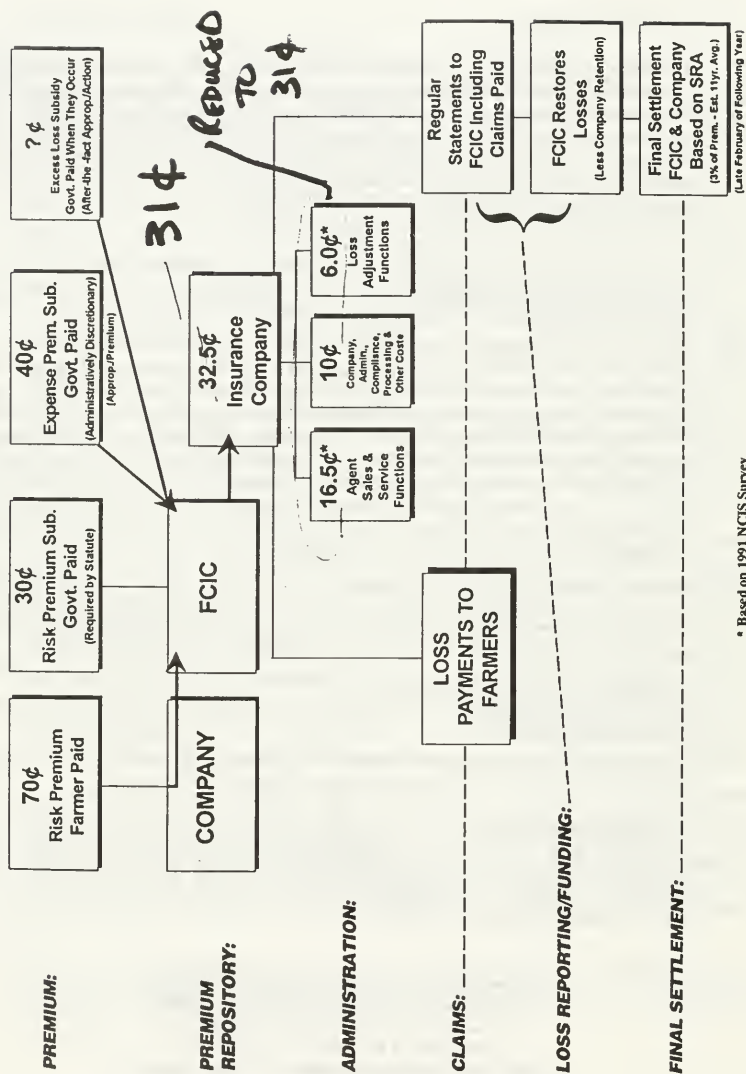 PREMIUM:
70¢
Risk Premium
Farmer Paid
30¢
Risk Premium Sub.
Govt. Paid
(Required by Statute)
40¢
Expense Prem. Sub.
Govt. Paid
(Administratively Discretionary)
(Approp./Premium)
?¢
Excess Loss Subsidy
Govt. Paid When They Occur
(After-the -fact Approp./Action)
PREMIUM
REPOSITORY:
COMPANY
FCIC
32.5¢
Insurance
Company
31¢
REDUCED
TO
31¢
ADMINISTRATION:
16.5¢*
Agent
Sales &
Service
Functions
10¢
Company,
Admin.,
Compliance,
Processing &
Other Costs
6.0¢*
Loss
Adjustment
Functions
CLAIMS:
LOSS
PAYMENTS TO
FARMERS
Regular
Statements to
FCIC Including
Claims Paid
LOSS REPORTING/FUNDING:
FCIC Restores
Losses
(Less Company Retention)
FINAL SETTLEMENT:
Final Settlement
FCIC & Company
Based on SRA
(3% of Prem. - Est. 11yr. Avg.)
(Late February of Following Year)
* Based on 1991 NCIS Survey